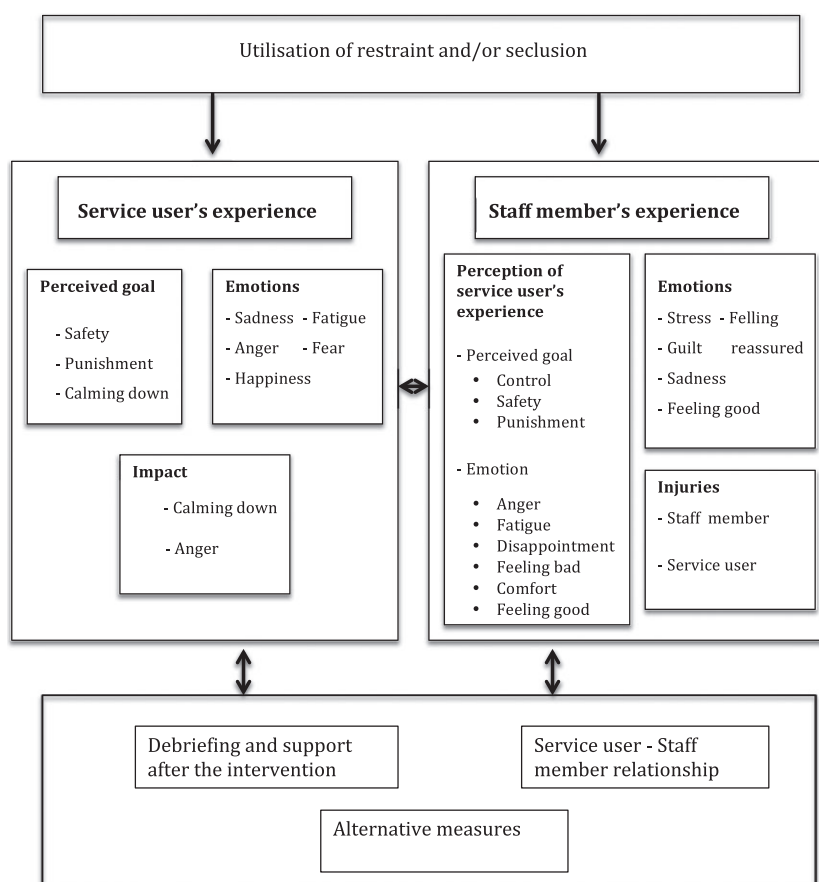 Utilisation of restraint and/or seclusion
Service user’s experience
Perceived goal
- Safety
- Punishment
- Calming down
Emotions
- Sadness - Fatigue
- Anger - Fear
- Happiness
Impact
- Calming down
- Anger
Staff member’s experience
Perception of
service user’s
experience
- Perceived goal
• Control
• Safety
• Punishment
- Emotion
• Anger
• Fatigue
• Disappointment
• Feeling bad
• Comfort
• Feeling good
Emotions
- Stress - Felling
- Guilt reassured
- Sadness
- Feeling good
Injuries
- Staff member
- Service user
Debriefing and support
after the intervention
Service user - Staff
member relationship
Alternative measures